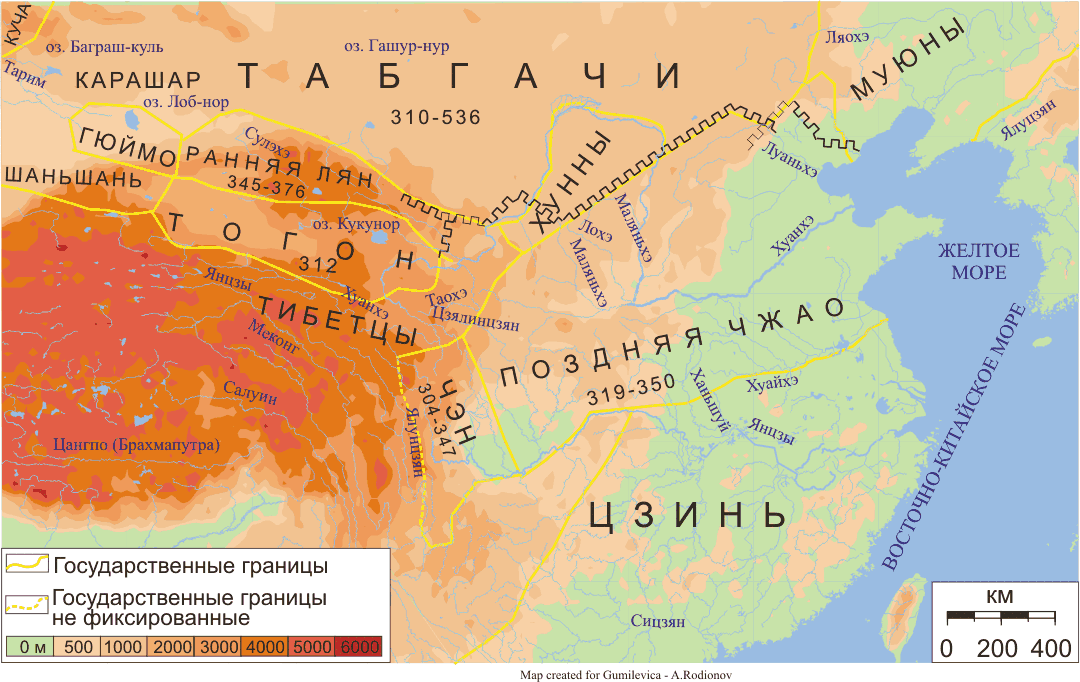 КУЧА
оз. Баграш-куль
оз. Гашур-нур
Ляохэ
МУЮНЫ
Тарим
КАРАШАР
ТАБГАЧИ
оз. Лоб-нор
310-536
Ялуцзян
ГЮЙМО
Сулэхэ
РАННЯЯ ЛЯН
345-376
ХУННЫ
Луаньхэ
ШАНЬШАНЬ
ТОГОН
312
оз. Кукунор
Лохэ
Маляньхэ
Маляньхэ
Хуанхэ
ЖЕЛТОЕ
МОРЕ
Янцзы
Хуанхэ
Таохэ
Цзялинцзян
ТИБЕТЦЫ
Меконг
ПОЗДНЯЯ ЧЖАО
319-350
Салуин
ЧЭН
304-347
Ялунцзян
Ханьшуй
Хуайхэ
Янцзы
Цангпо (Брахмапутра)
ЦЗИНЬ
ВОСТОЧНО-КИТАЙСКОЕ МОРЕ
Сицзян
Государственные границы
Государственные границы
не фиксированные
0 м 500 1000 2000 3000 4000 5000 6000
КМ
0 200 400
Map created for Gumilevica - A.Rodionov